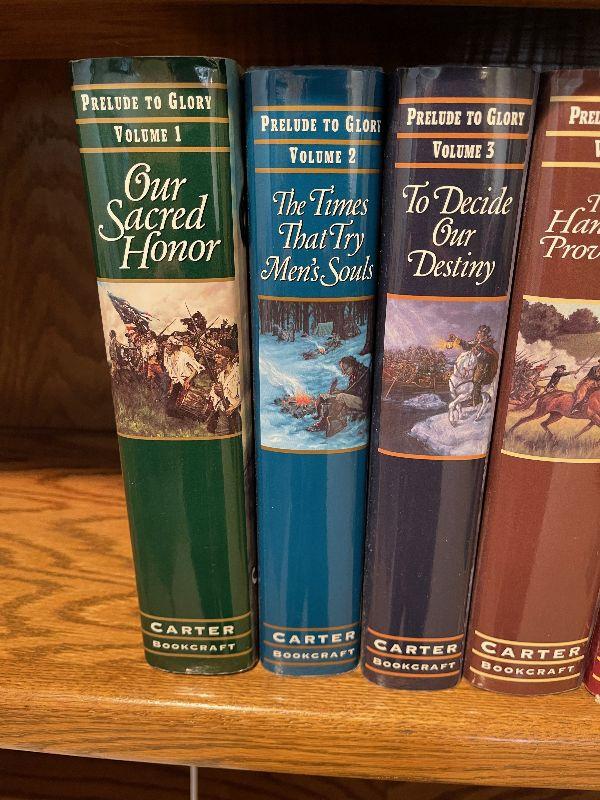 PRELUDE TO GLORY
VOLUME 1
Our
Sacred
Honor
CARTER
BOOKCRAFT
PRELUDE TO GLORY
VOLUME 2
The Times
That Try
Men's Souls
CARTER
BOOKCRAFT
PRELUDE TO GLORY
VOLUME 3
To Decide
Our
Destiny
CARTER
BOOKCRAFT
CARTER
BOOKCRAFT